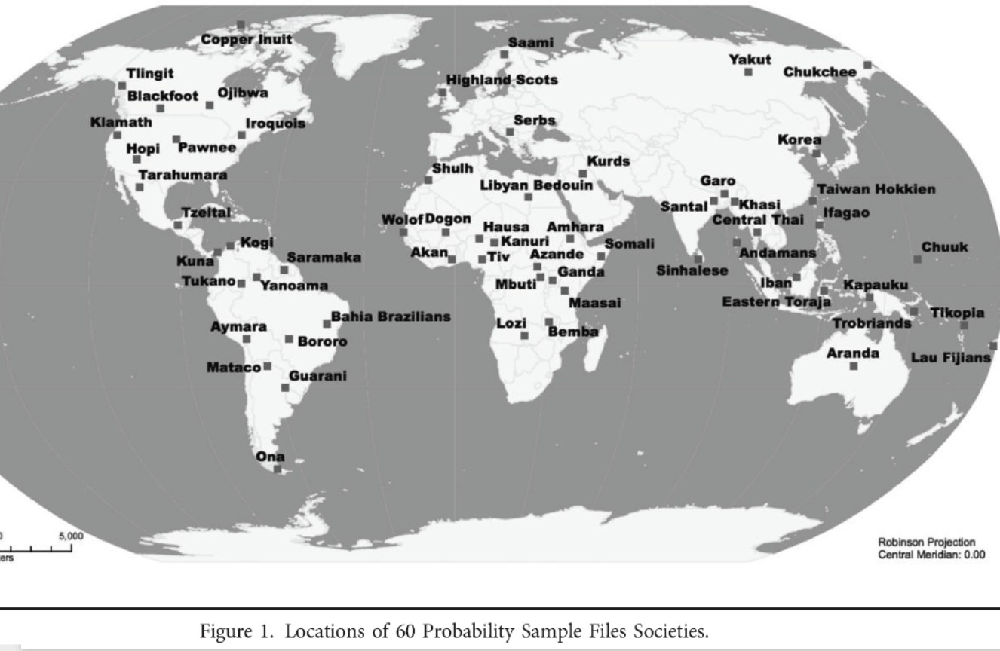 Copper Inuit
Saami
Yakut
Chukchee
Tlingit
Highland Scots
Blackfoot
Ojibwa
Klamath
Iroquois
Serbs
Hopi
Pawnee
Korea
Tarahumara
Shulh
Kurds
Libyan Bedouin
Garo
Taiwan Hokkien
Santal
Khasi
Tzeltal
Wolof
Dogon
Central Thai
Ifagao
Hausa
Amhara
Kogi
Kanuri
Somali
Chuuk
Kuna
Saramaka
Akan
Tiv
Azande
Andamans
Sinhalese
Tukano
Yanoama
Mbuti
Ganda
Iban
Kapauku
Maasai
Eastern Toraja
Bahia Brazilians
Tikopia
Aymara
Lozi
Bemba
Trobriands
Bororo
Aranda
Lau Fijians
Mataco
Guarani
Ona
0 5,000
ers
Robinson Projection
Central Meridian: 0.00
Figure 1. Locations of 60 Probability Sample Files Societies.